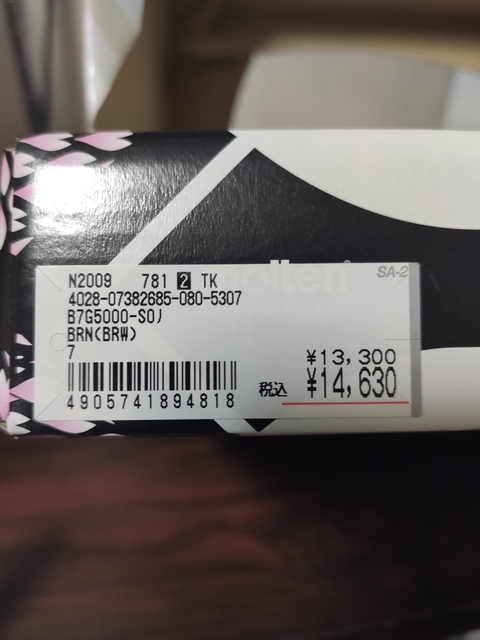 molten®
SA-2
N2009 781 2 TK
4028-07382685-080-5307
B7G5000-S0J
BRN(BRW)
7
¥13,300
税込 ¥14,630
4905741894818